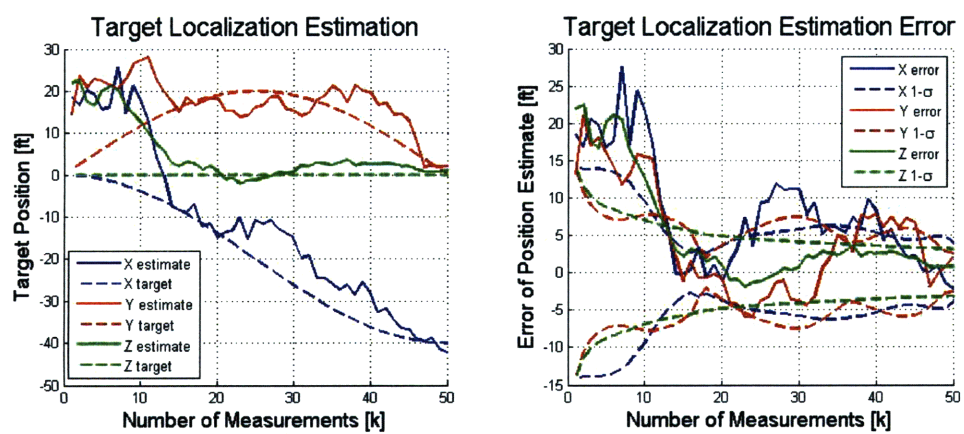 Target Localization Estimation
Target Position [ft]
30
20
10
0
-10
-20
-30
-40
-50
X estimate
X target
Y estimate
Y target
Z estimate
Z target
0
10
20
30
40
50
Number of Measurements [k]
Target Localization Estimation Error
Error of Position Estimate [ft]
30
25
20
15
10
5
0
-5
-10
-15
X error
X 1-σ
Y error
Y 1-σ
Z error
Z 1-σ
0
10
20
30
40
50
Number of Measurements [k]